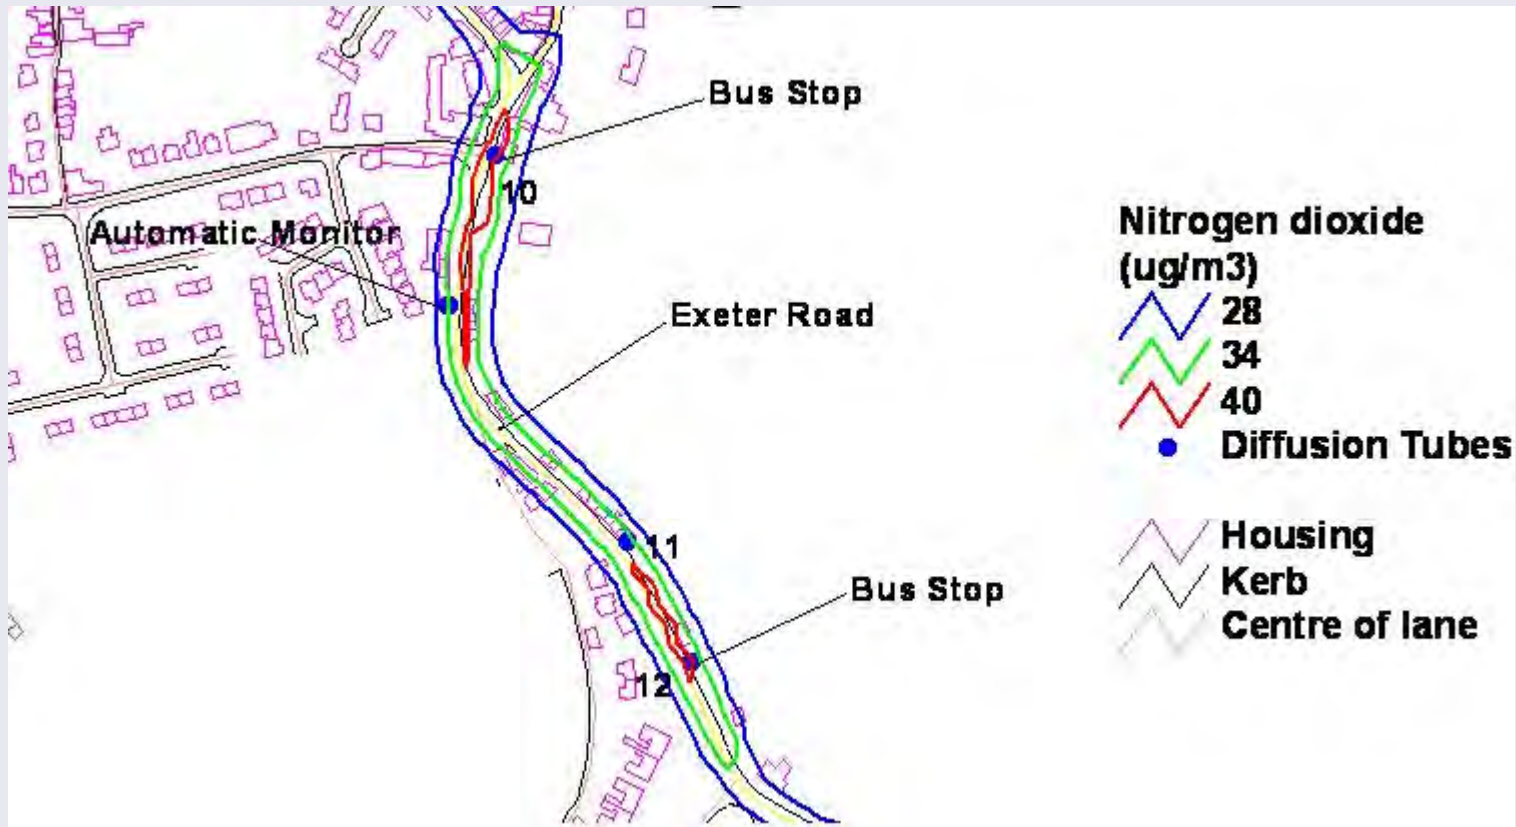 Bus Stop
10
Automatic Monitor
Exeter Road
11
Bus Stop
12
Nitrogen dioxide
(ug/m3)
28
34
40
Diffusion Tubes
Housing
Kerb
Centre of lane